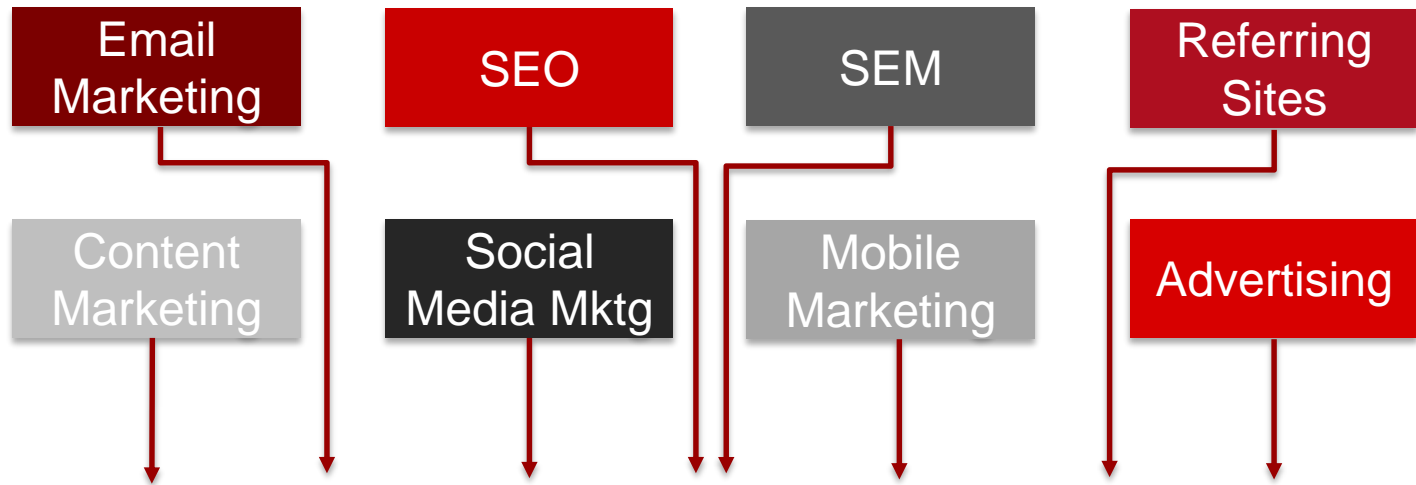 Email
Marketing
SEO
SEM
Referring
Sites
Content
Marketing
Social
Media Mktg
Mobile
Marketing
Advertising